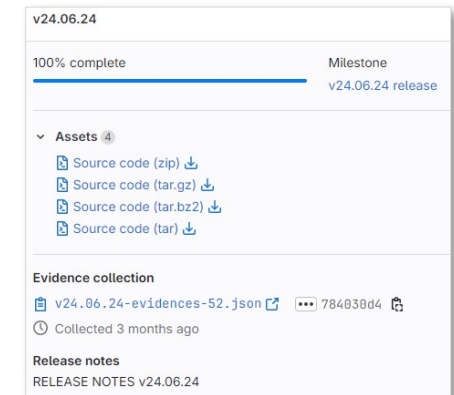 v24.06.24
100% complete
Milestone
v24.06.24 release
Assets 4
Source code (zip)
Source code (tar.gz)
Source code (tar.bz2)
Source code (tar)
Evidence collection
v24.06.24-evidences-52.json ••• 784030d4
Collected 3 months ago
Release notes
RELEASE NOTES v24.06.24